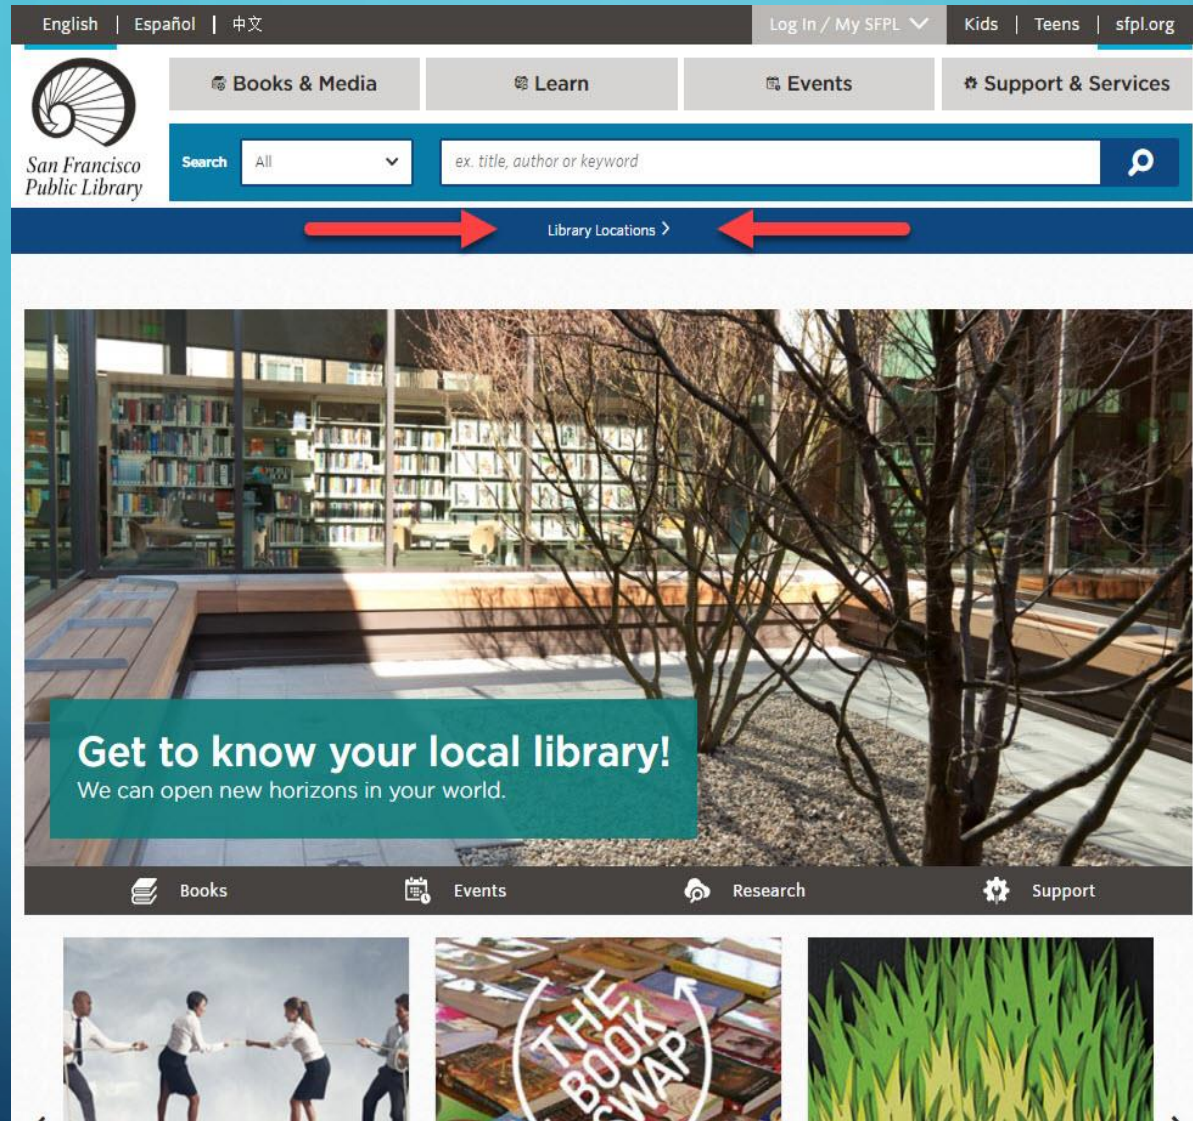 English | Español | 中文
Log In / My SFPL
Kids | Teens | sfpl.org
San Francisco
Public Library
Books & Media
Learn
Events
Support & Services
Search
All
ex. title, author or keyword
Library Locations >
Get to know your local library!
We can open new horizons in your world.
Books
Events
Research
Support
THE
BOOK
SWAP